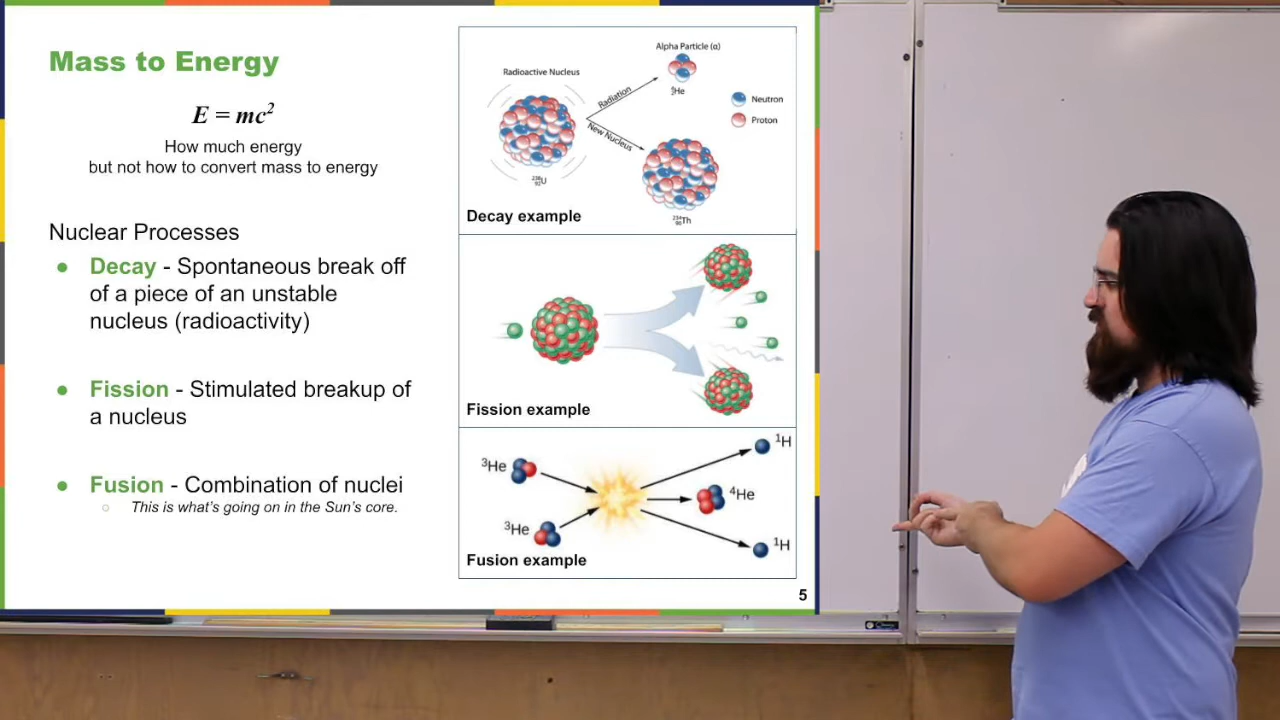 Mass to Energy
E = mc²
How much energy
but not how to convert mass to energy
Nuclear Processes
● Decay - Spontaneous break off
of a piece of an unstable
nucleus (radioactivity)
● Fission - Stimulated breakup of
a nucleus
● Fusion - Combination of nuclei
○ This is what's going on in the Sun's core.
Alpha Particle (α)
Radioactive Nucleus
Radiation
⁴₂He
Neutron
Proton
New Nucleus
²³⁸₉₂U
²³⁴₉₀Th
Decay example
Fission example
³He
¹H
⁴He
³He
¹H
Fusion example
5